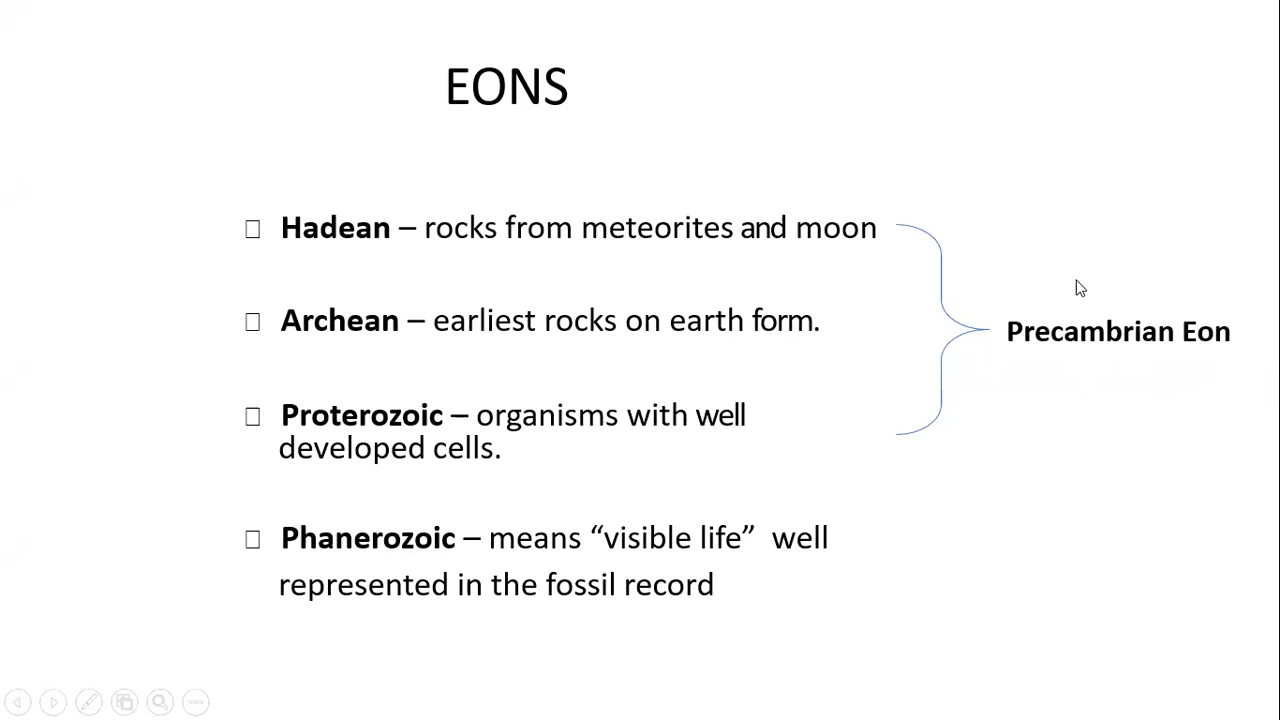 EONS
Hadean – rocks from meteorites and moon
Archean – earliest rocks on earth form.
Precambrian Eon
Proterozoic – organisms with well
developed cells.
Phanerozoic – means “visible life”  well
represented in the fossil record